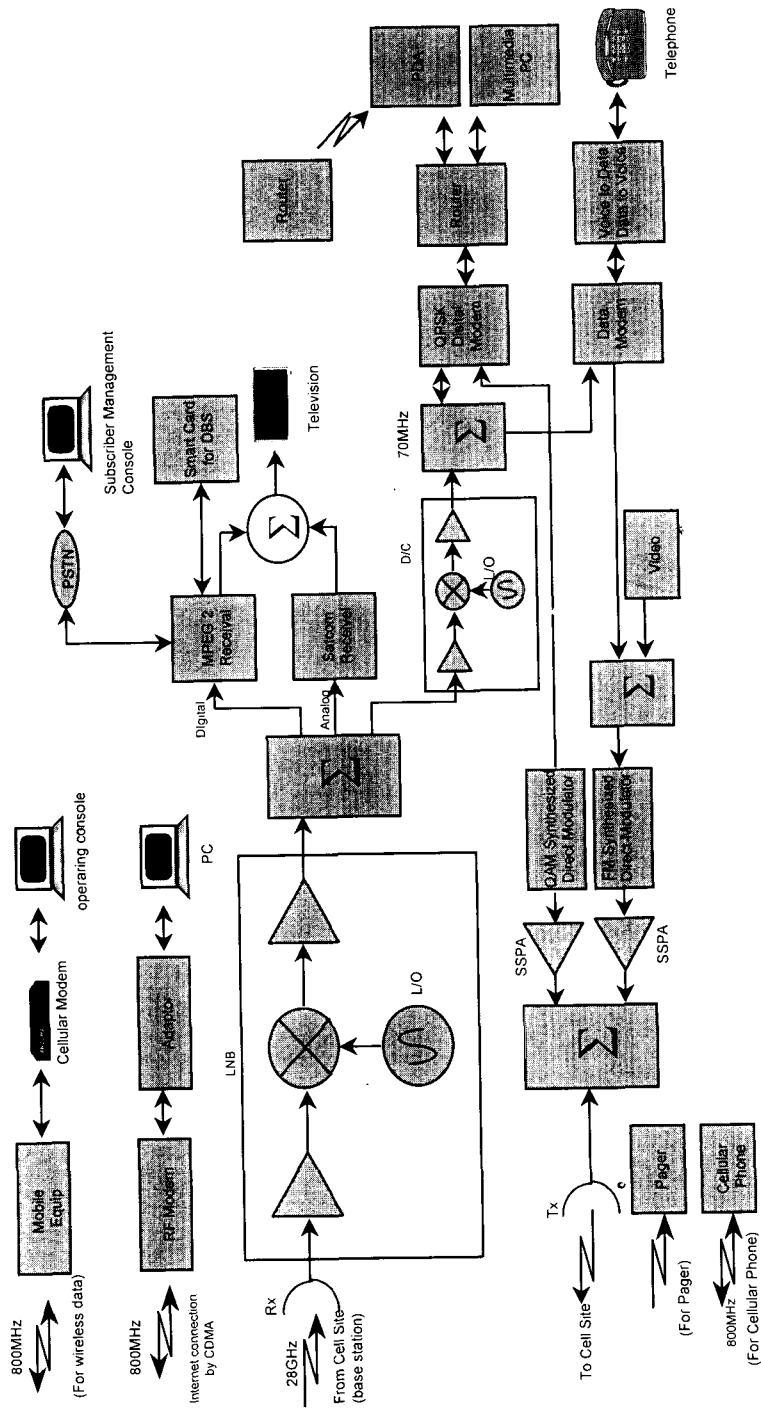 800MHz
(For wireless data)
Mobile
Equip
Cellular Modem
operaring console
800MHz
Internet connection
by CDMA
RF Modem
Adaptor
PC
28GHz
From Cell Site
(base station)
Rx
LNB
L/O
Σ
Digital
Analog
MPEG 2
Receival
PSTN
Subscriber Management
Console
Smart Card
for DBS
Satcom
Receival
Σ
Television
D/C
L/O
70MHz
Σ
QPSK
Digital
Modem
Router
Router
PDA
Multimedia
PC
Data
Modem
Voice to Data
Data to Voice
Telephone
To Cell Site
Tx
Σ
SSPA
SSPA
QAM Synthesized
Direct Modulator
FM Synthesized
Direct Modulator
Σ
Video
(For Pager)
Pager
800MHz
(For Cellular Phone)
Cellular
Phone